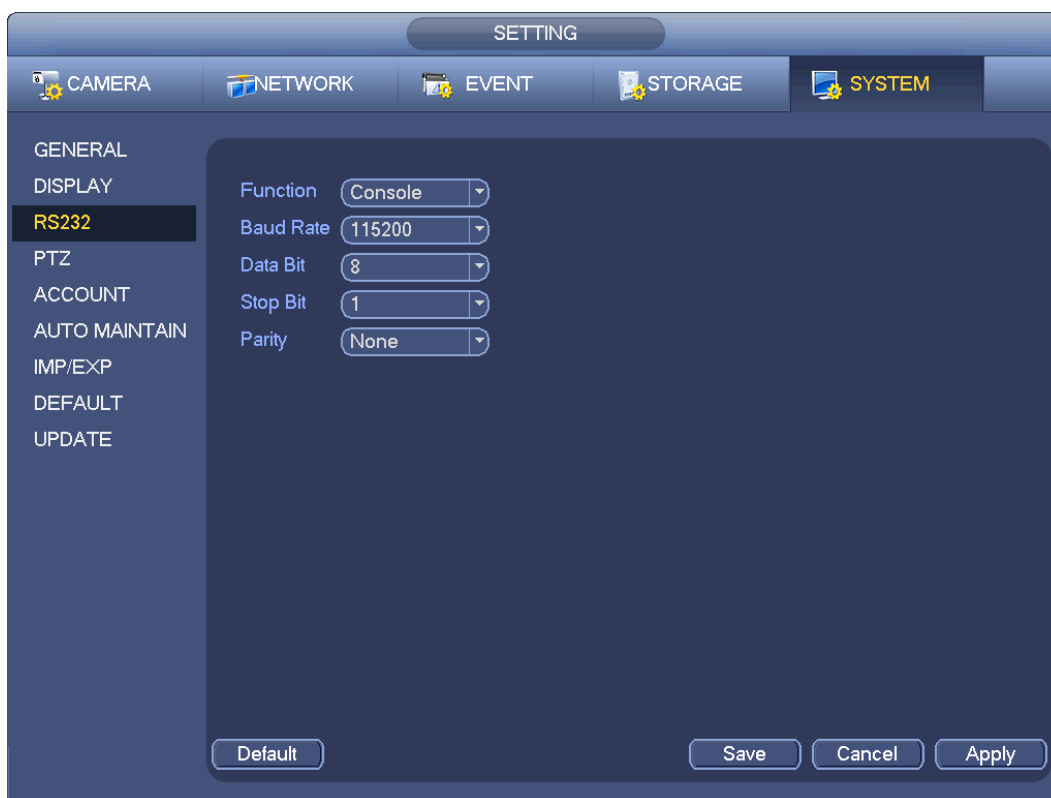 SETTING
CAMERA NETWORK EVENT STORAGE SYSTEM
GENERAL
DISPLAY
RS232
PTZ
ACCOUNT
AUTO MAINTAIN
IMP/EXP
DEFAULT
UPDATE
Function Console
Baud Rate 115200
Data Bit 8
Stop Bit 1
Parity None
Default Save Cancel Apply